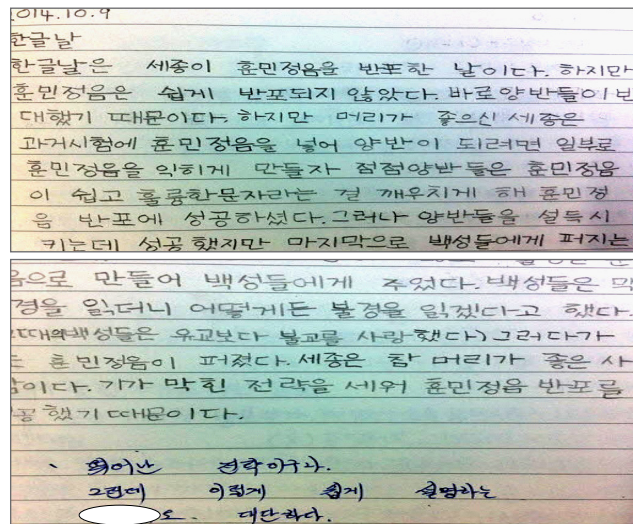 2014.10.9
한글날
한글날은 세종이 훈민정음을 반포한 날이다. 하지만
훈민정음은 쉽게 반포되지 않았다. 바로양반들이 반
대했기 때문이다. 하지만 머리가 좋으신 세종은
과거시험에 훈민정음을 넣어 양반이 되려면 일부로
훈민정음을 익히게 만들자 점점양반들은 훈민정음
이 쉽고 훌륭한문자라는 걸 깨우치게 해 훈민정
음 반포에 성공하셨다. 그러나 양반들을 설득시
키는데 성공했지만 마지막으로 백성들에게 퍼지는
음으로 만들어 백성들에게 주었다. 백성들은
경을 읽더니 어떻게든 불경을 읽겠다고 했다.
백성들은 유교보다 불교를 사랑했다) 그러다가
훈민정음이 퍼졌다. 세종은 참 머리가 좋은 사
람이다. 기가 막힌 전략을 세워 훈민정음 반포를
공했기 때문이다.
뛰어난 전략이구나.
그런데 이렇게 쉽게 설명하는
도 대단하다.